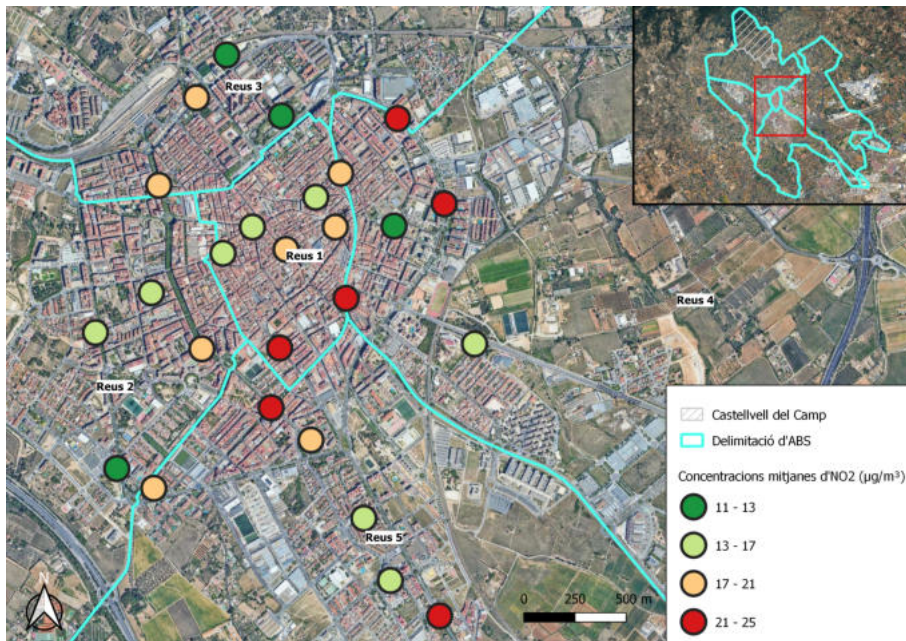 Reus 3
Reus 1
Reus 4
Reus 2
Reus 5
Castellvell del Camp
Delimitació d'ABS
Concentracions mitjanes d'NO2 (µg/m³)
11 - 13
13 - 17
17 - 21
21 - 25
0 250 500 m
N